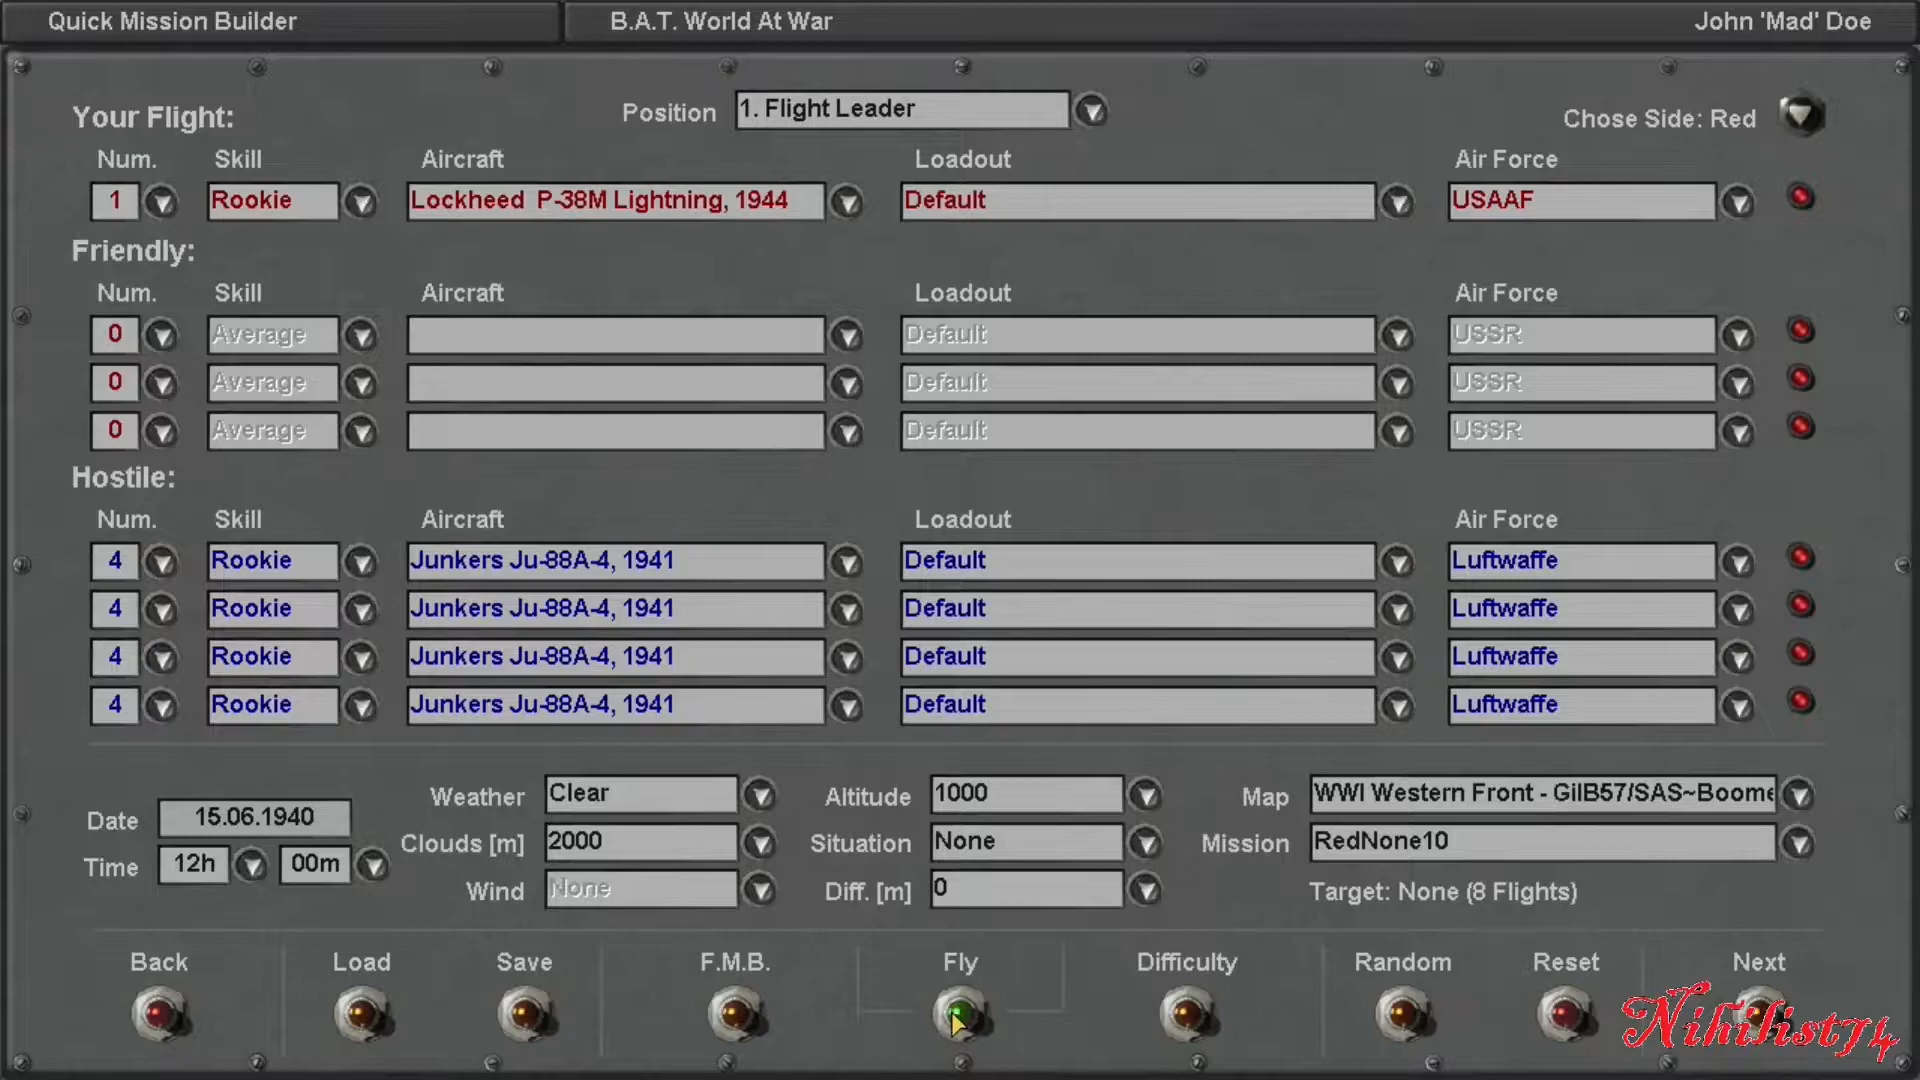 Quick Mission Builder B.A.T. World At War John 'Mad' Doe
Your Flight: Position 1. Flight Leader Chose Side: Red
Num. Skill Aircraft Loadout Air Force
1 Rookie Lockheed P-38M Lightning, 1944 Default USAAF
Friendly:
Num. Skill Aircraft Loadout Air Force
0 Average Default USSR
0 Average Default USSR
0 Average Default USSR
Hostile:
Num. Skill Aircraft Loadout Air Force
4 Rookie Junkers Ju-88A-4, 1941 Default Luftwaffe
4 Rookie Junkers Ju-88A-4, 1941 Default Luftwaffe
4 Rookie Junkers Ju-88A-4, 1941 Default Luftwaffe
4 Rookie Junkers Ju-88A-4, 1941 Default Luftwaffe
Date 15.06.1940 Weather Clear Altitude 1000 Map WWI Western Front - GilB57/SAS~Boome
Time 12h 00m Clouds [m] 2000 Situation None Mission RedNone10
Wind None Diff. [m] 0 Target: None (8 Flights)
Back Load Save F.M.B. Fly Difficulty Random Reset Next
Nihilist74